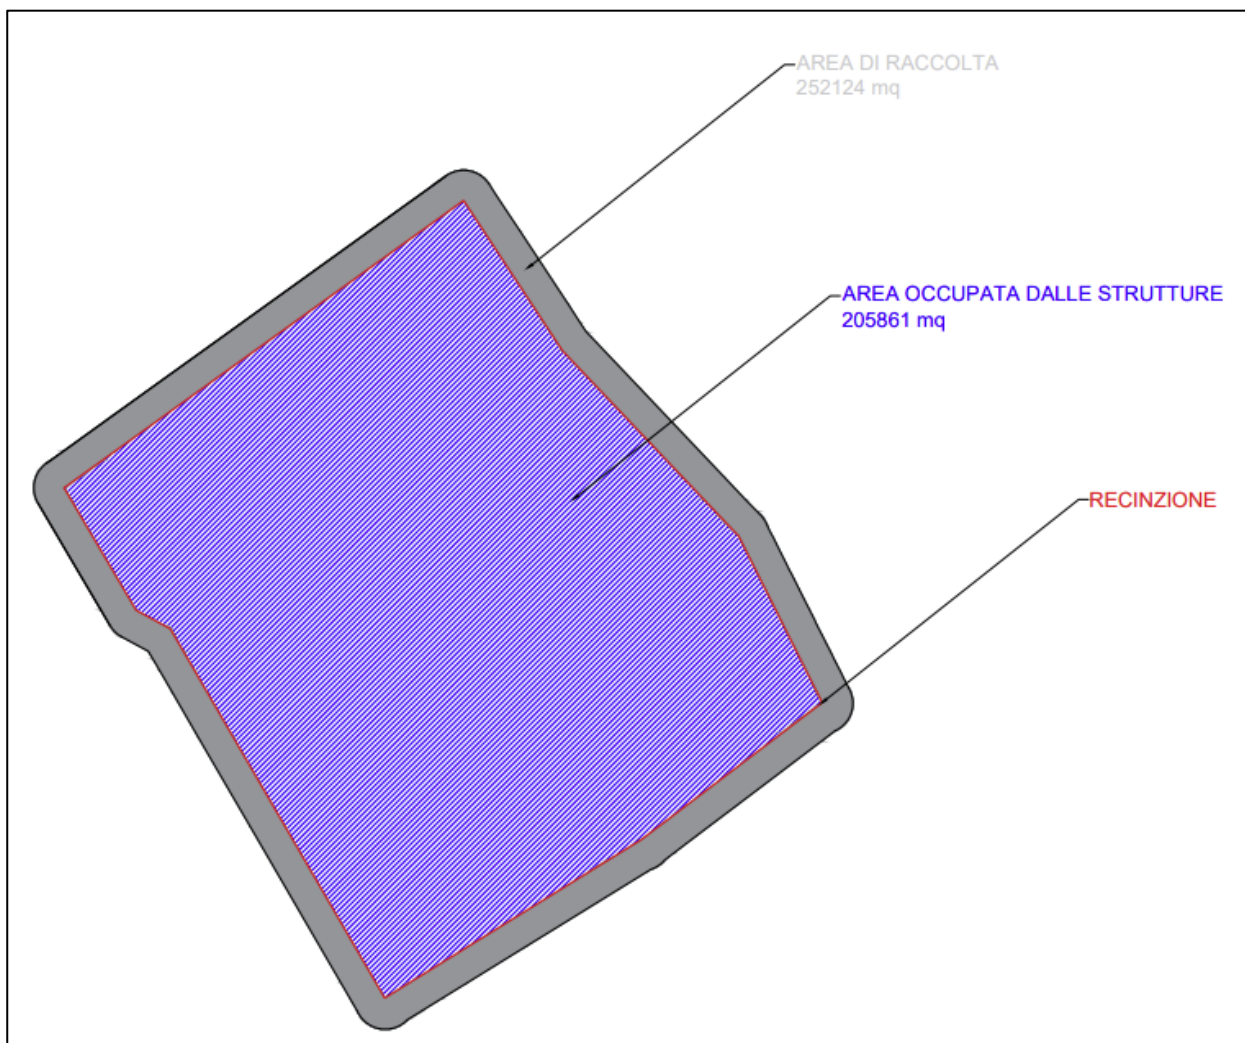 AREA DI RACCOLTA
252124 mq
AREA OCCUPATA DALLE STRUTTURE
205861 mq
RECINZIONE